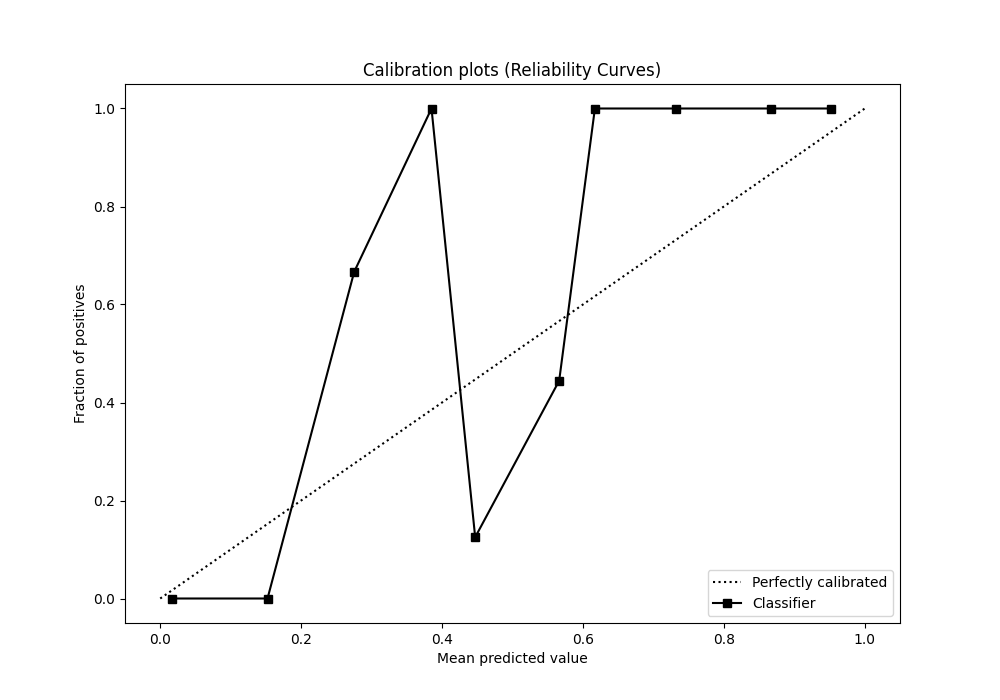 Calibration plots (Reliability Curves)
1.0
0.8
0.6
0.4
0.2
0.0
Fraction of positives
0.0 0.2 0.4 0.6 0.8 1.0
Mean predicted value
Perfectly calibrated
Classifier